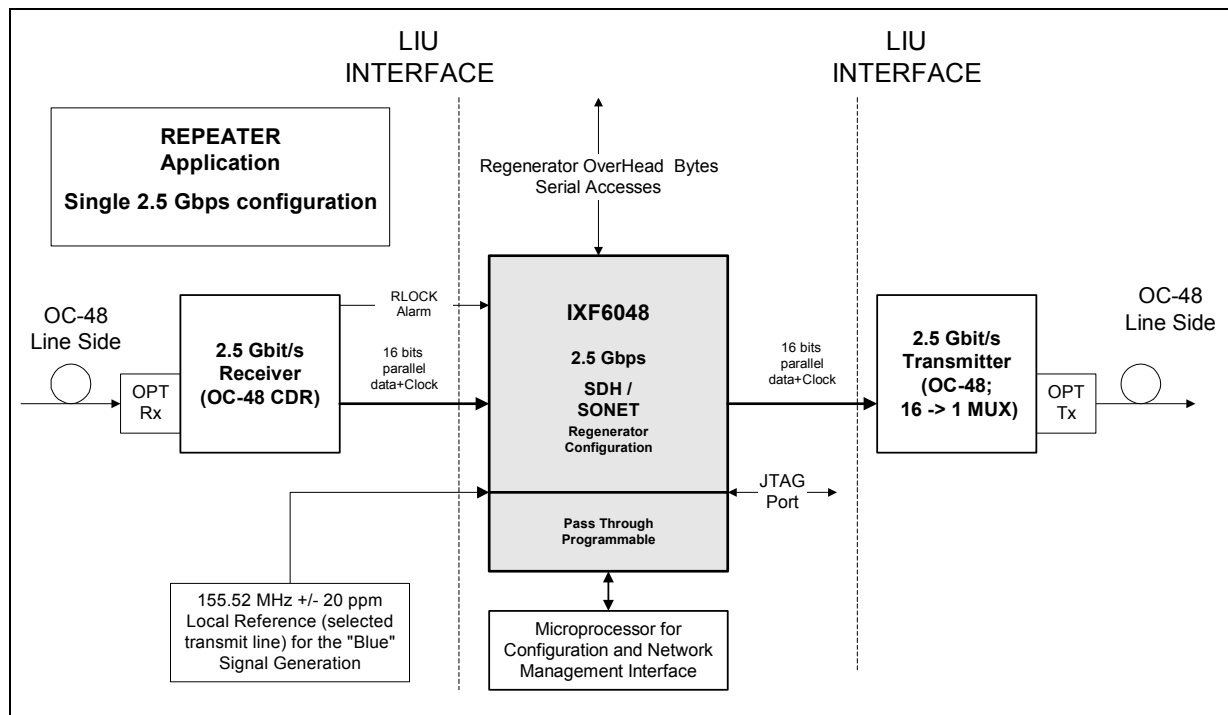 LIU
INTERFACE
LIU
INTERFACE
REPEATER
Application
Single 2.5 Gbps configuration
Regenerator OverHead Bytes
Serial Accesses
OC-48
Line Side
OPT
Rx
2.5 Gbit/s
Receiver
(OC-48 CDR)
RLOCK
Alarm
16 bits
parallel
data+Clock
IXF6048
2.5 Gbps
SDH /
SONET
Regenerator
Configuration
Pass Through
Programmable
16 bits
parallel
data+Clock
2.5 Gbit/s
Transmitter
(OC-48;
16 -> 1 MUX)
OPT
Tx
OC-48
Line Side
JTAG
Port
155.52 MHz +/- 20 ppm
Local Reference (selected
transmit line) for the "Blue"
Signal Generation
Microprocessor for
Configuration and Network
Management Interface